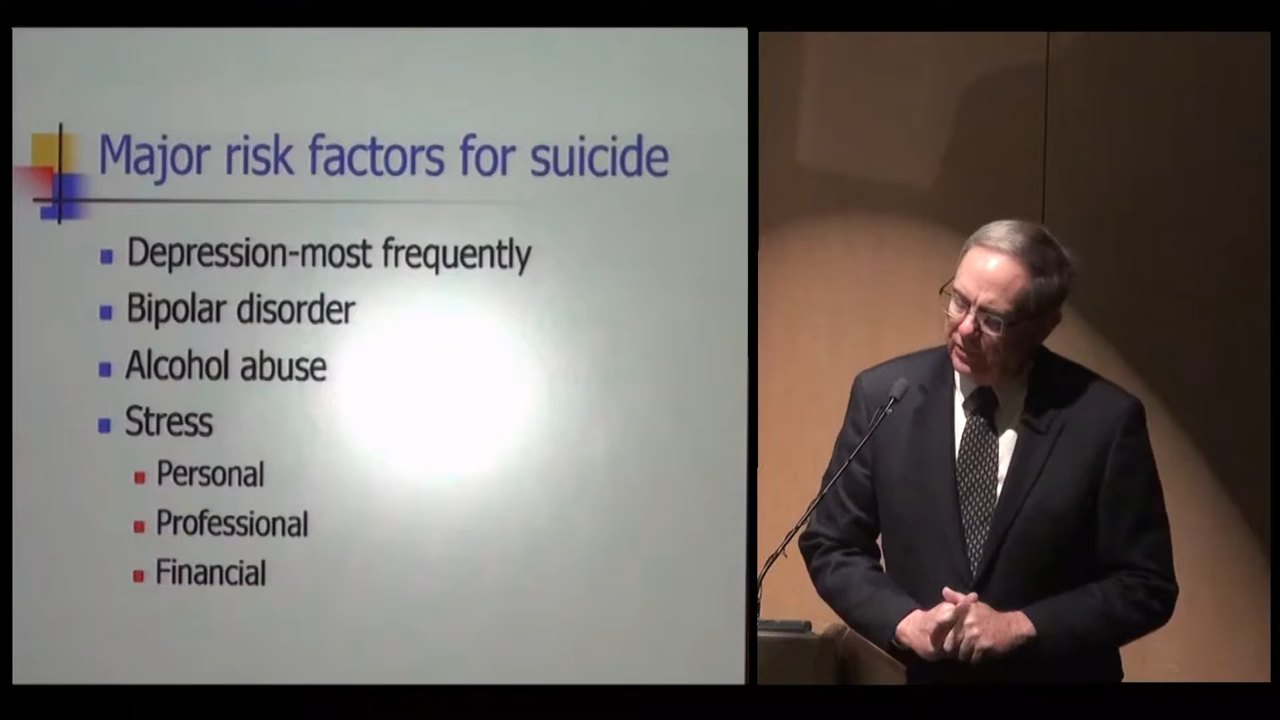 Major risk factors for suicide
Depression-most frequently
Bipolar disorder
Alcohol abuse
Stress
Personal
Professional
Financial